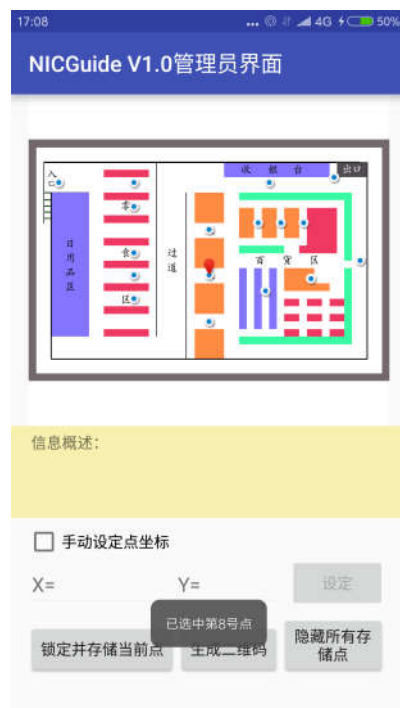 17:08 ... 4G 50%
NICGuide V1.0管理员界面
入口
收银台
出口
零
食
区
日用品区
过道
百货区
信息概述:
手动设定点坐标
X= Y= 设定
已选中第8号点
锁定并存储当前点 生成二维码 隐藏所有存
储点